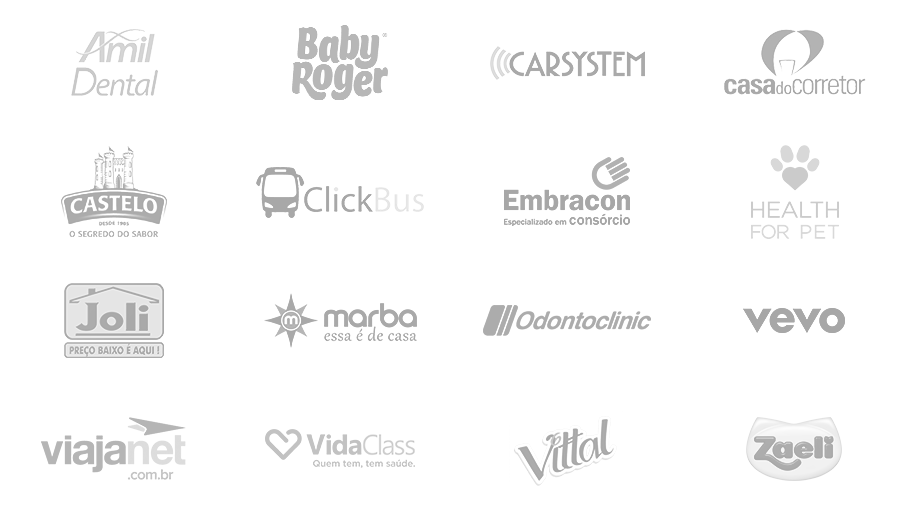 Amil
Dental
Baby
Roger
CARSYSTEM
casadocorretor
CASTELO
DESDE 1905
O SEGREDO DO SABOR
ClickBus
Embracon
Especializado em consórcio
HEALTH
FOR PET
Joli
PREÇO BAIXO É AQUI !
m marba
essa é de casa
Odontoclinic
vevo
viajanet
.com.br
VidaClass
Quem tem, tem saúde.
Vittal
Zaeli